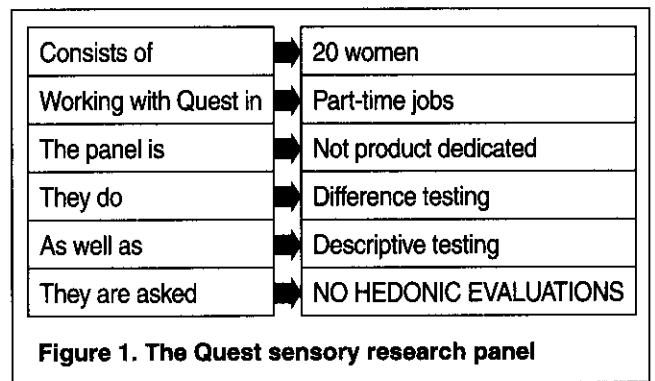 Consists of 20 women
Working with Quest in Part-time jobs
The panel is Not product dedicated
They do Difference testing
As well as Descriptive testing
They are asked NO HEDONIC EVALUATIONS
Figure 1. The Quest sensory research panel